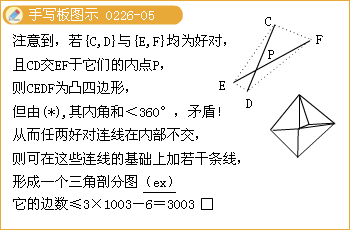 手写板图示 0226-05
注意到，若{C,D}与{E,F}均为好对，
且CD交EF于它们的内点P，
则CEDF为凸四边形，
但由(*),其内角和＜360°，矛盾!
从而任两好对连线在内部不交，
则可在这些连线的基础上加若干条线，
形成一个三角剖分图 (ex)
它的边数≤3×1003－6＝3003 □
C
F
P
E
D